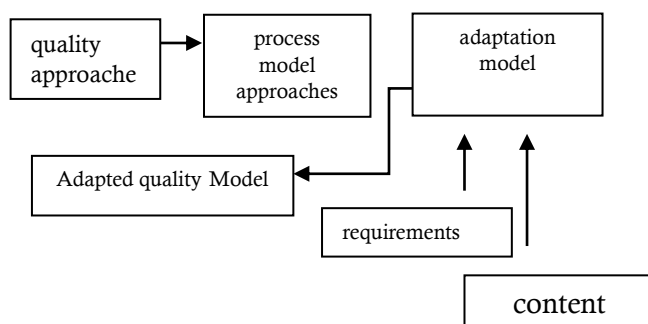 quality
approache
process
model
approaches
adaptation
model
Adapted quality Model
requirements
content